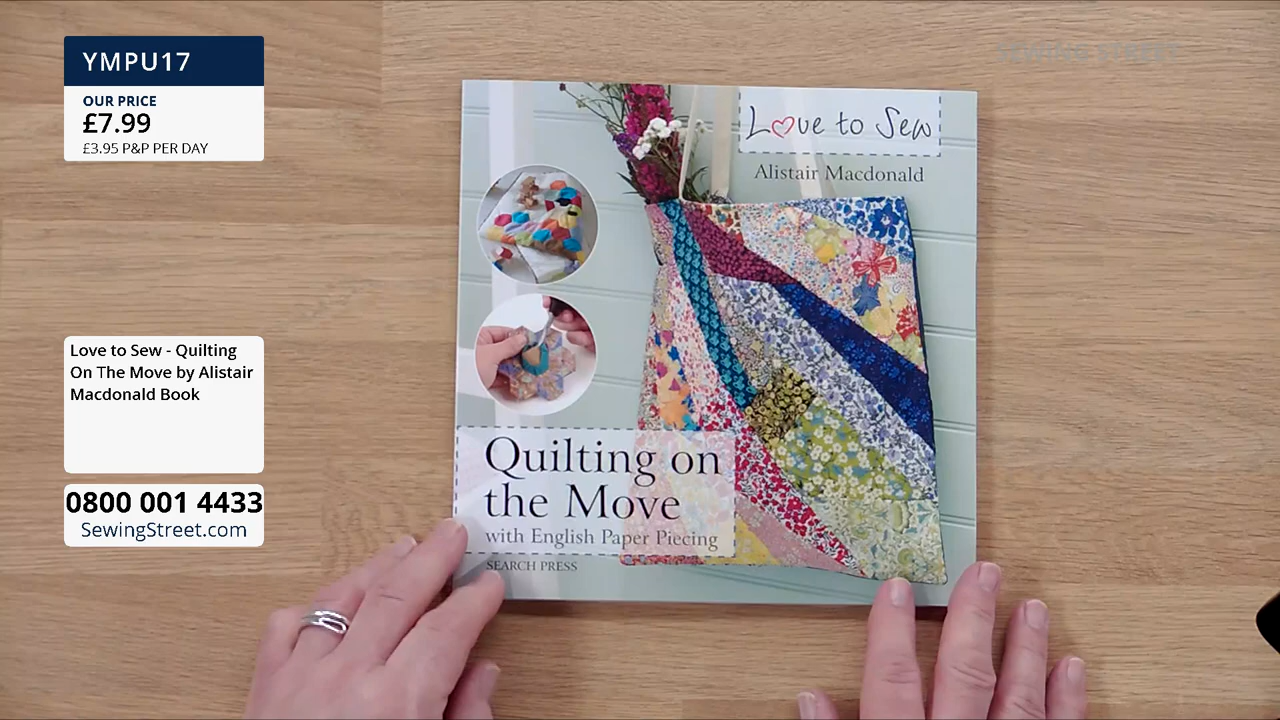 YMPU17
OUR PRICE
£7.99
£3.95 P&P PER DAY
Love to Sew - Quilting
On The Move by Alistair
Macdonald Book
0800 001 4433
SewingStreet.com
SEWING STREET
Love to Sew
Alistair Macdonald
Quilting on
the Move
with English Paper Piecing
SEARCH PRESS